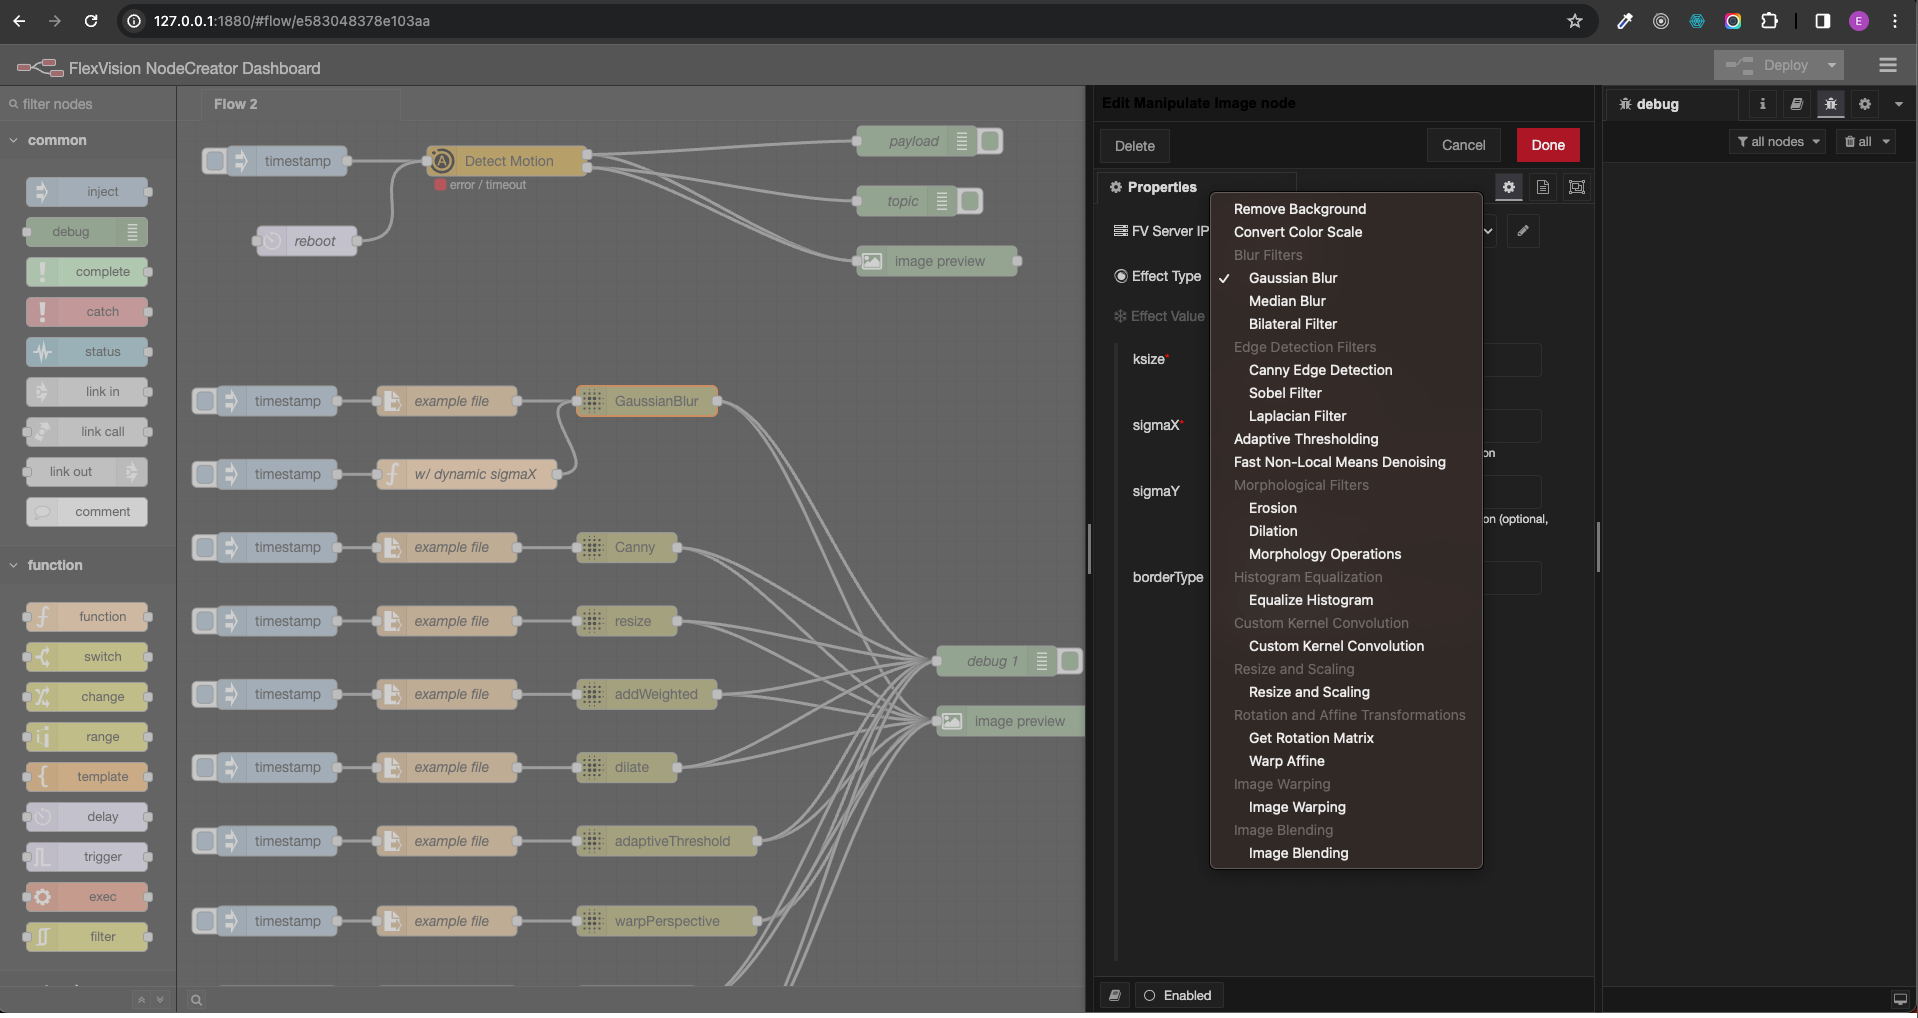 127.0.0.1:1880/#flow/e583048378e103aa
E
FlexVision NodeCreator Dashboard
Deploy
filter nodes
common
inject
debug
complete
catch
status
link in
link call
link out
comment
function
function
switch
change
range
template
delay
trigger
exec
filter
Flow 2
timestamp
A
Detect Motion
error / timeout
reboot
payload
topic
image preview
timestamp
example file
GaussianBlur
timestamp
w/ dynamic sigmaX
timestamp
example file
Canny
timestamp
example file
resize
timestamp
example file
addWeighted
timestamp
example file
dilate
timestamp
example file
adaptiveThreshold
timestamp
example file
warpPerspective
debug 1
image preview
Edit Manipulate Image node
Delete
Cancel
Done
Properties
FV Server IP
Effect Type
Effect Value
ksize*
sigmaX*
on
sigmaY
on (optional,
borderType
Remove Background
Convert Color Scale
Blur Filters
Gaussian Blur
Median Blur
Bilateral Filter
Edge Detection Filters
Canny Edge Detection
Sobel Filter
Laplacian Filter
Adaptive Thresholding
Fast Non-Local Means Denoising
Morphological Filters
Erosion
Dilation
Morphology Operations
Histogram Equalization
Equalize Histogram
Custom Kernel Convolution
Custom Kernel Convolution
Resize and Scaling
Resize and Scaling
Rotation and Affine Transformations
Get Rotation Matrix
Warp Affine
Image Warping
Image Warping
Image Blending
Image Blending
Enabled
debug
i
all nodes
all